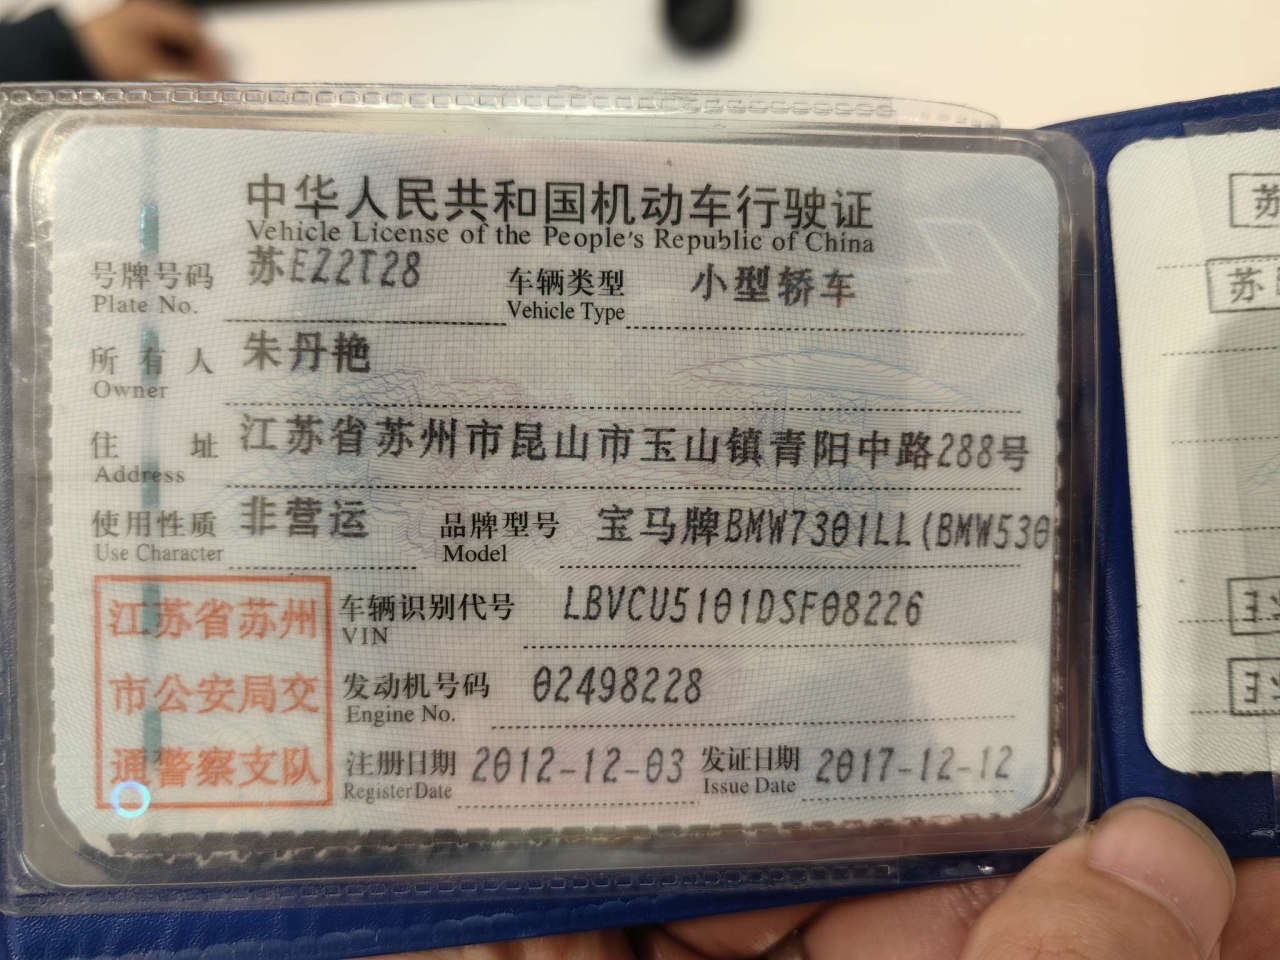 中华人民共和国机动车行驶证
Vehicle License of the People's Republic of China
号牌号码 苏EZ2T28 车辆类型 小型轿车
Plate No. Vehicle Type
所有人 朱丹艳
Owner
住址 江苏省苏州市昆山市玉山镇青阳中路288号
Address
使用性质 非营运 品牌型号 宝马牌BMW7301LL(BMW530
Use Character Model
江苏省苏州
市公安局交
通警察支队
车辆识别代号 LBVCU5101DSF08226
VIN
发动机号码 02498228
Engine No.
注册日期 2012-12-03 发证日期 2017-12-12
Register Date Issue Date
苏
苏